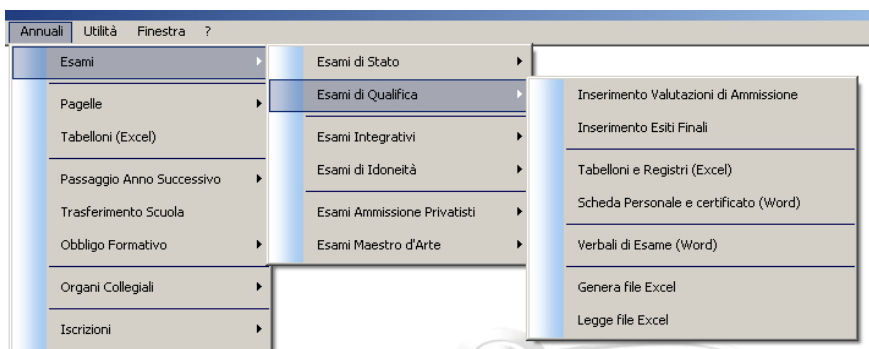 Annuali Utilità Finestra ?
Esami
Pagelle
Tabelloni (Excel)
Passaggio Anno Successivo
Trasferimento Scuola
Obbligo Formativo
Organi Collegiali
Iscrizioni
Esami di Stato
Esami di Qualifica
Esami Integrativi
Esami di Idoneità
Esami Ammissione Privatisti
Esami Maestro d'Arte
Inserimento Valutazioni di Ammissione
Inserimento Esiti Finali
Tabelloni e Registri (Excel)
Scheda Personale e certificato (Word)
Verbali di Esame (Word)
Genera file Excel
Legge file Excel